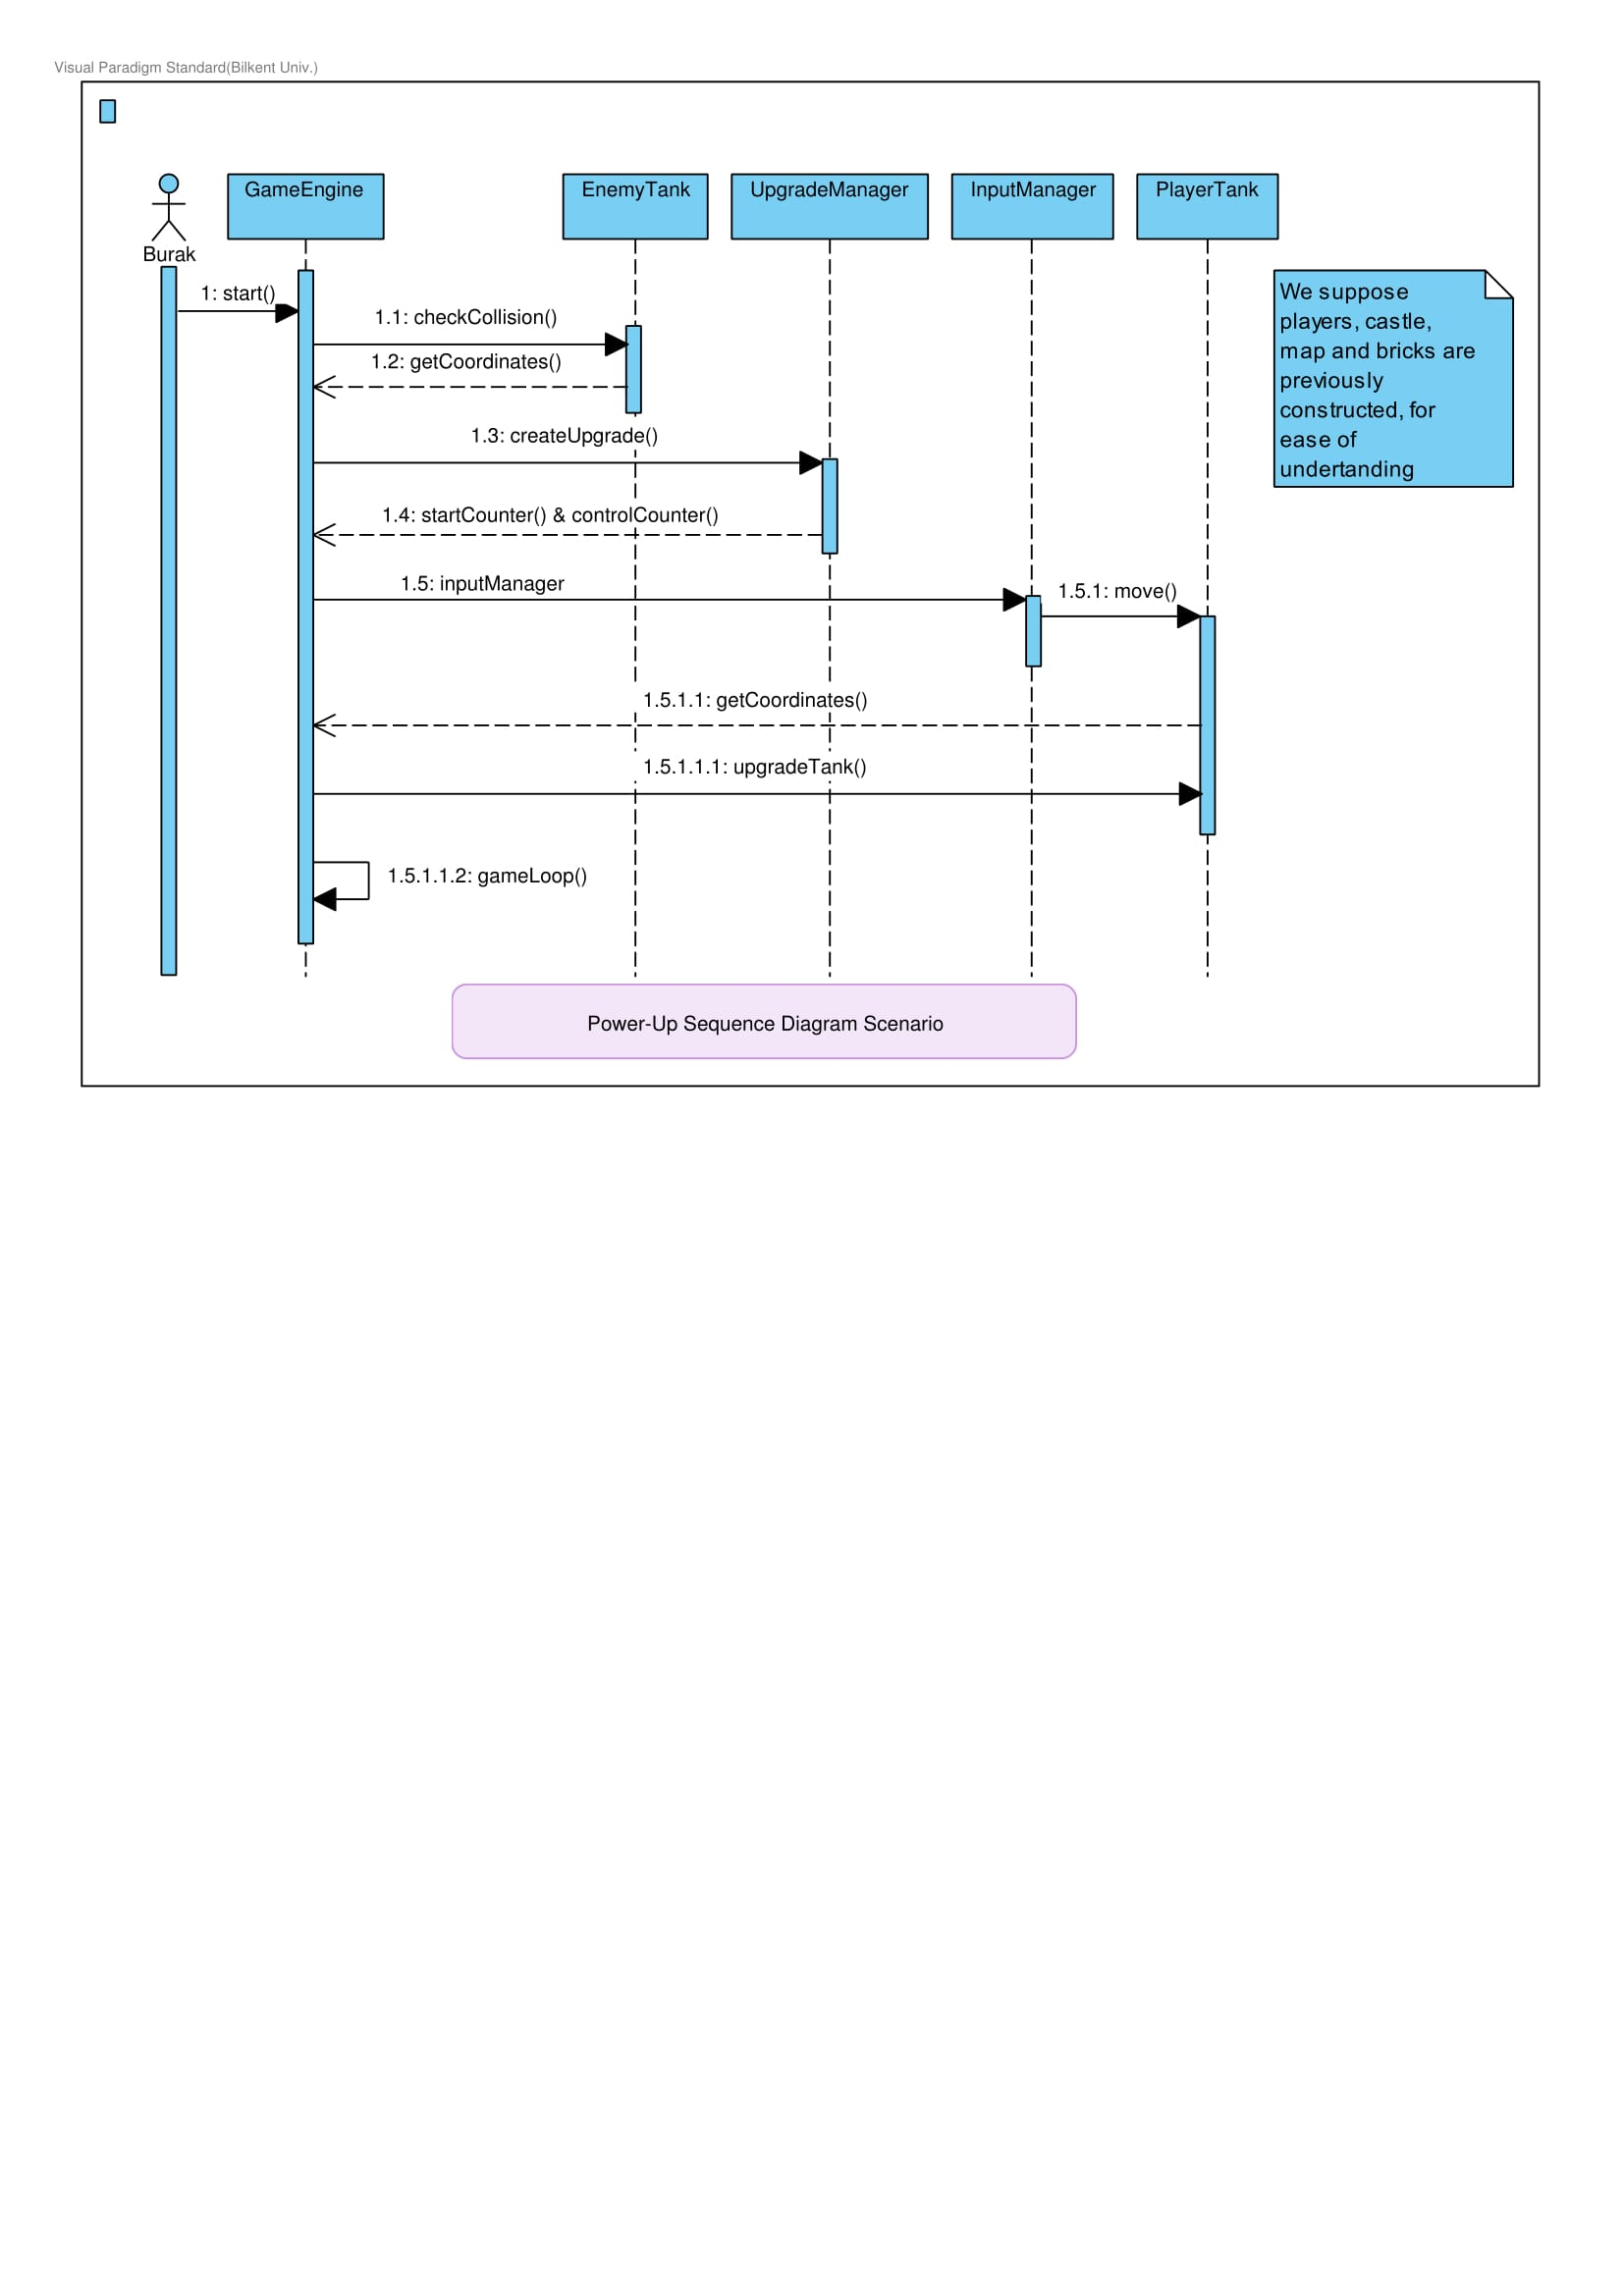 Visual Paradigm Standard(Bilkent Univ.)
GameEngine
EnemyTank
UpgradeManager
InputManager
PlayerTank
Burak
1: start()
1.1: checkCollision()
1.2: getCoordinates()
1.3: createUpgrade()
1.4: startCounter() & controlCounter()
1.5: inputManager
1.5.1: move()
1.5.1.1: getCoordinates()
1.5.1.1.1: upgradeTank()
1.5.1.1.2: gameLoop()
We suppose
players, castle,
map and bricks are
previously
constructed, for
ease of
undertanding
Power-Up Sequence Diagram Scenario